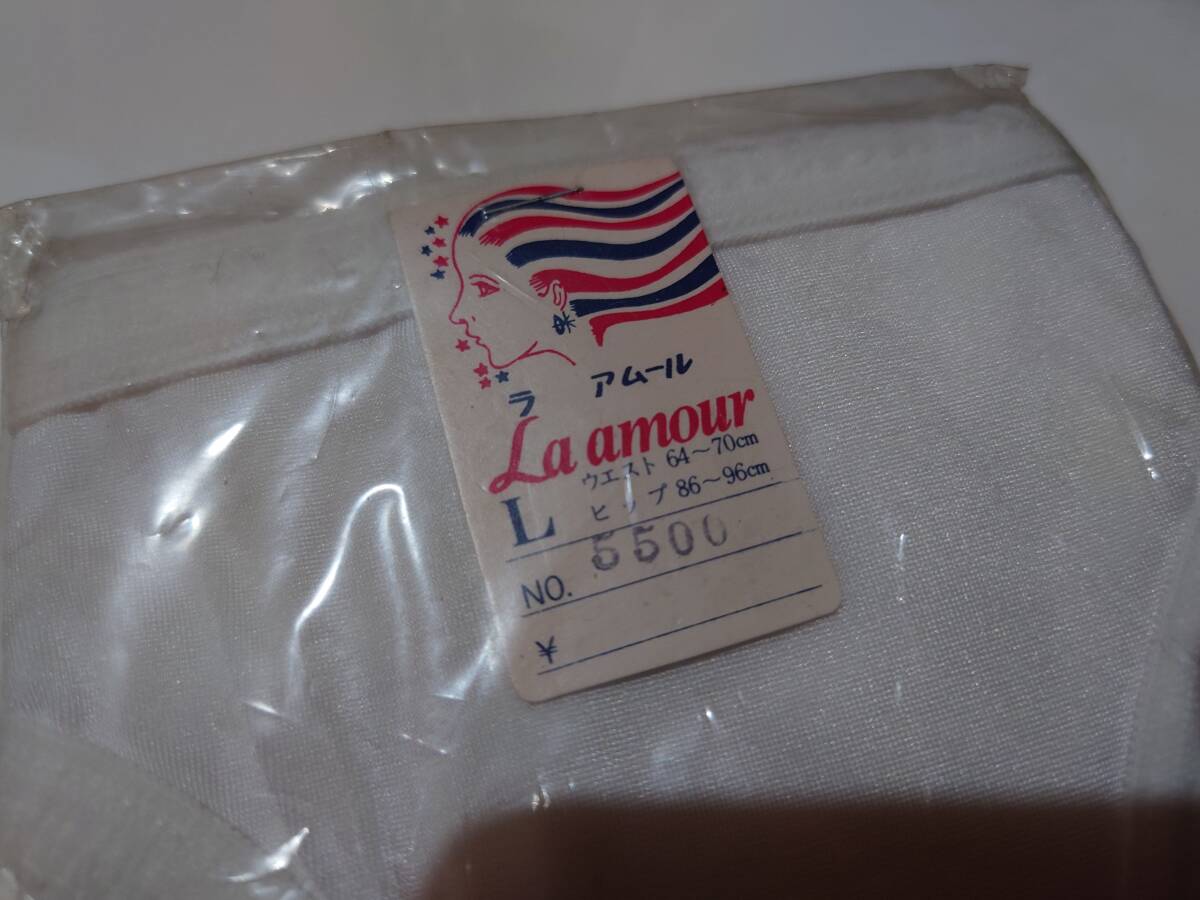 ラ アムール
La amour
L ウエスト 64〜70cm
ヒップ 86〜96cm
NO. 5500
¥